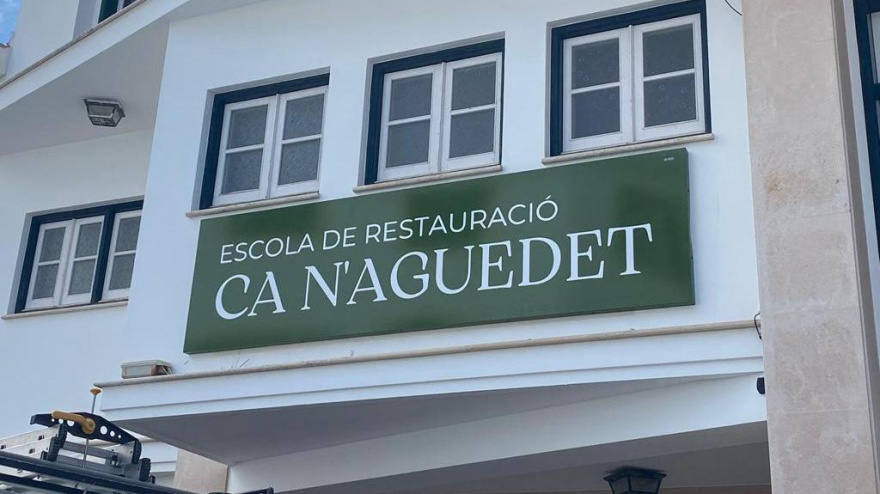 ESCOLA DE RESTAURACIÓ
CA N'AGUEDET